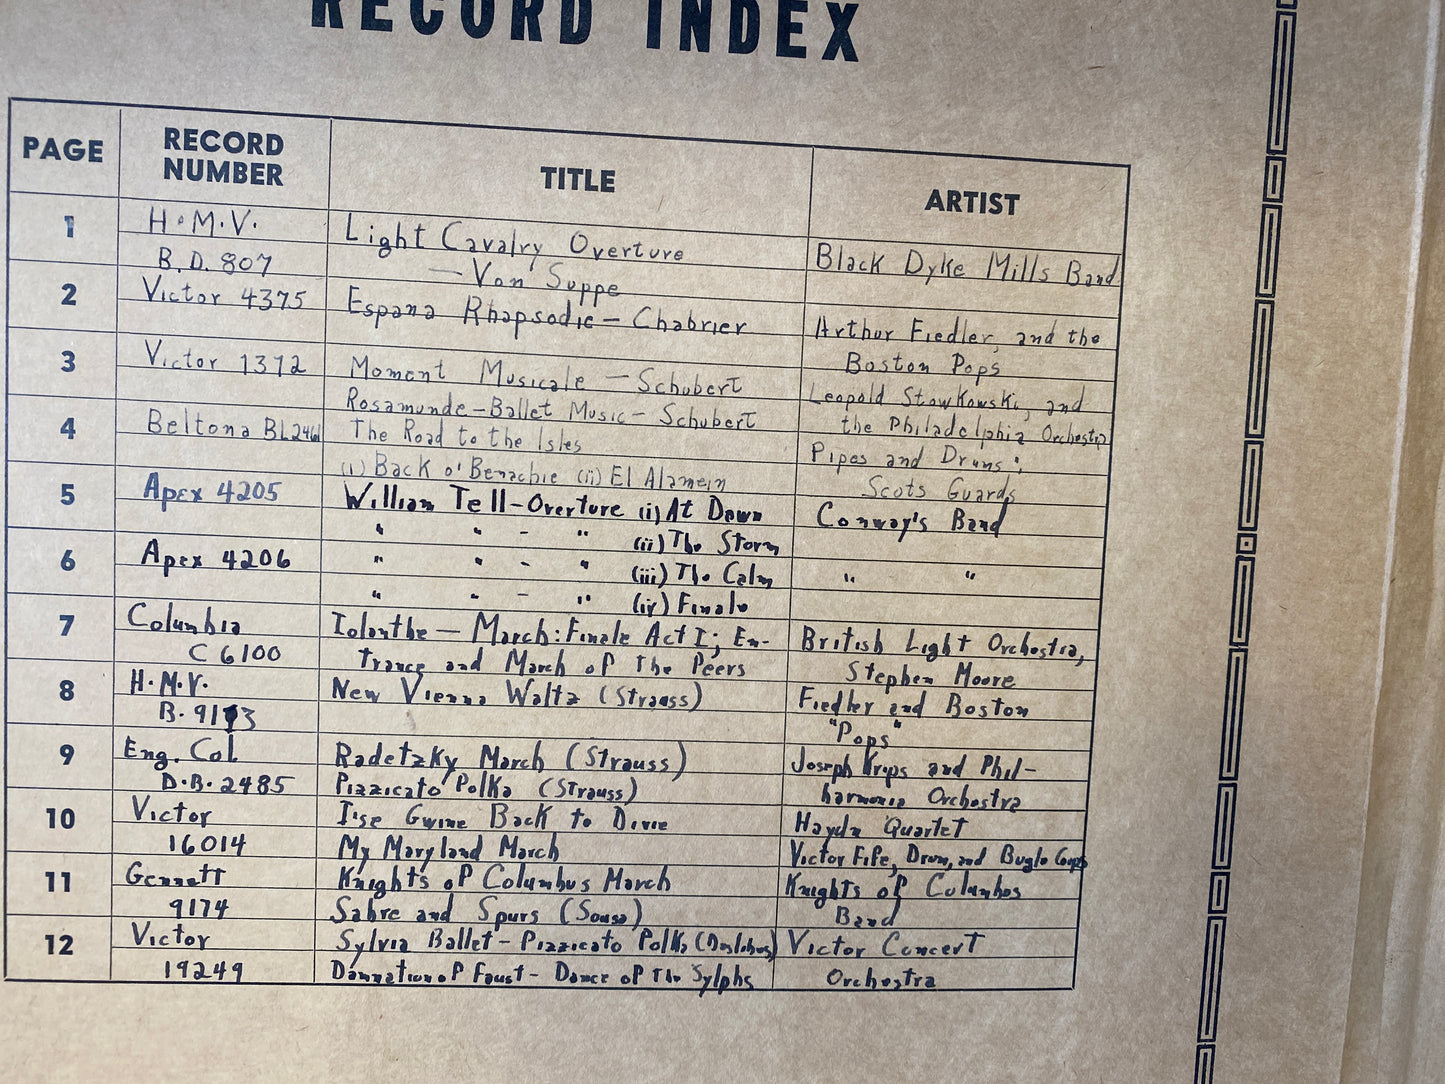 RECORD INDEX
PAGE RECORD NUMBER TITLE ARTIST
1 H.M.V. Light Cavalry Overture Black Dyke Mills Band
B.D. 807 — Von Suppe
2 Victor 4375 Espana Rhapsodie — Chabrier Arthur Fiedler, and the
Boston Pops
3 Victor 1312 Moment Musicale — Schubert Leopold Stowkowski, and
Rosamunde — Ballet Music — Schubert the Philadelphia Orchestra
4 Beltona BL2461 The Road to the Isles Pipes and Drums,
(i) Back o' Benachie (ii) El Alamein Scots Guards
5 Apex 4205 William Tell - Overture (i) At Dawn Conway's Band
" " - " (ii) The Storm
6 Apex 4206 " " - " (iii) The Calm " "
" " - " (iv) Finale
7 Columbia Iolanthe — March: Finale Act I; En- British Light Orchestra,
C 6100 trance and March of the Peers Stephen Moore
8 H.M.V. New Vienna Waltz (Strauss) Fiedler and Boston
B. 9173 "Pops"
9 Eng. Col. Radetzky March (Strauss) Joseph Krips and Phil-
D.B. 2485 Pizzicato Polka (Strauss) harmonia Orchestra
10 Victor I'se Gwine Back to Dixie Haydn Quartet
16014 My Maryland March Victor Fife, Drum, and Bugle Corps
11 Gennett Knights of Columbus March Knights of Columbus
9174 Sabre and Spurs (Sousa) Band
12 Victor Sylvia Ballet - Pizzicato Polka Victor Concert
19249 Damnation of Faust - Dance of the Sylphs Orchestra